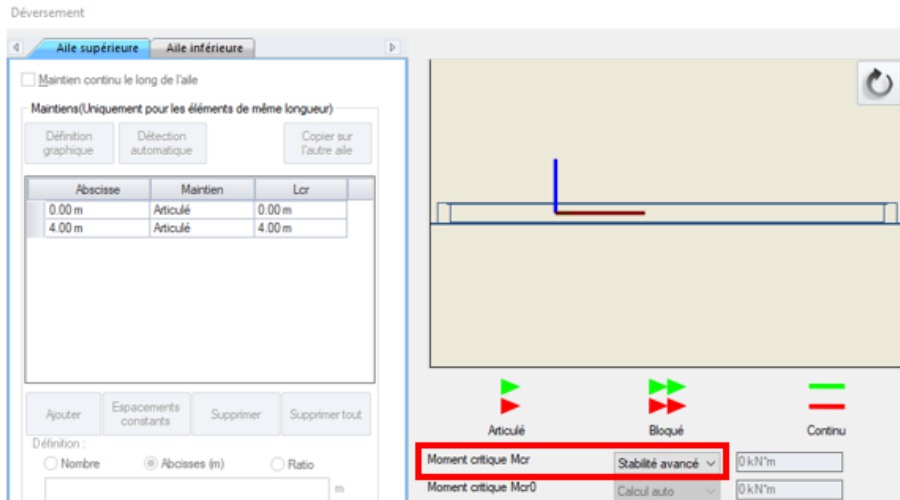 Déversement
Aile supérieure Aile inférieure
Maintien continu le long de l'aile
Maintiens(Uniquement pour les éléments de même longueur)
Définition graphique
Détection automatique
Copier sur l'autre aile
Abscisse Maintien Lcr
0.00 m Articulé 0.00 m
4.00 m Articulé 4.00 m
Ajouter
Espacements constants
Supprimer
Supprimer tout
Définition :
Nombre Abcisses (m) Ratio
m
Articulé Bloqué Continu
Moment critique Mcr Stabilité avancé 0 kN*m
Moment critique Mcr0 Calcul auto 0 kN*m